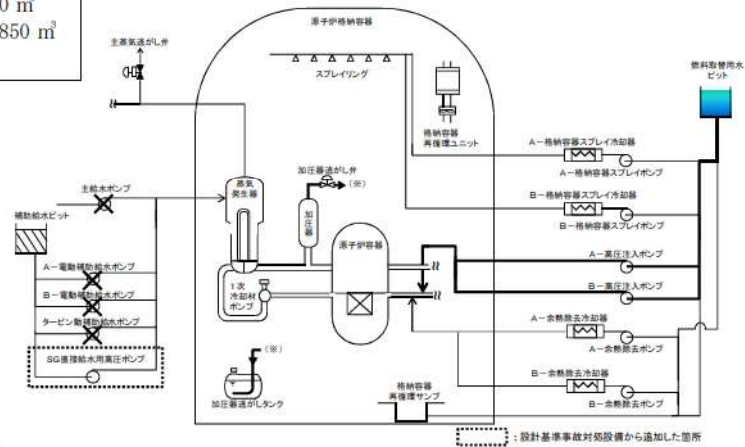 0 ㎥
850 ㎥
主蒸気逃がし弁
原子炉格納容器
スプレイリング
格納容器
再循環ユニット
燃料取替用水
ピット
A-格納容器スプレイ冷却器
A-格納容器スプレイポンプ
B-格納容器スプレイ冷却器
B-格納容器スプレイポンプ
主給水ポンプ
蒸気
発生器
加圧器逃がし弁
(※)
加
圧
器
原子炉容器
補助給水ピット
A-電動補助給水ポンプ
B-電動補助給水ポンプ
タービン動補助給水ポンプ
SG直接給水用高圧ポンプ
1次
冷却材
ポンプ
A-高圧注入ポンプ
B-高圧注入ポンプ
A-余熱除去冷却器
A-余熱除去ポンプ
B-余熱除去冷却器
B-余熱除去ポンプ
(※)
加圧器逃がしタンク
格納容器
再循環サンプ
:設計基準事故対処設備から追加した箇所